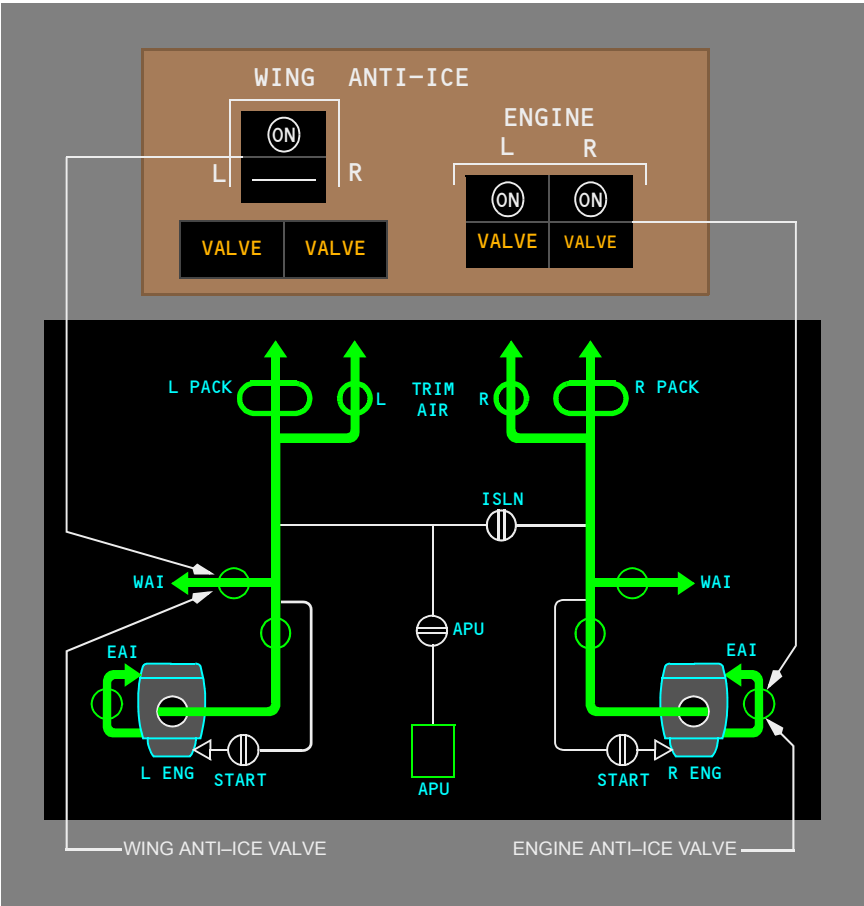 WING ANTI–ICE
ENGINE
L R
ON
L R
ON ON
VALVE VALVE
VALVE VALVE
L PACK L TRIM AIR R R PACK
ISLN
WAI WAI
APU
EAI EAI
L ENG START APU START R ENG
WING ANTI–ICE VALVE ENGINE ANTI–ICE VALVE